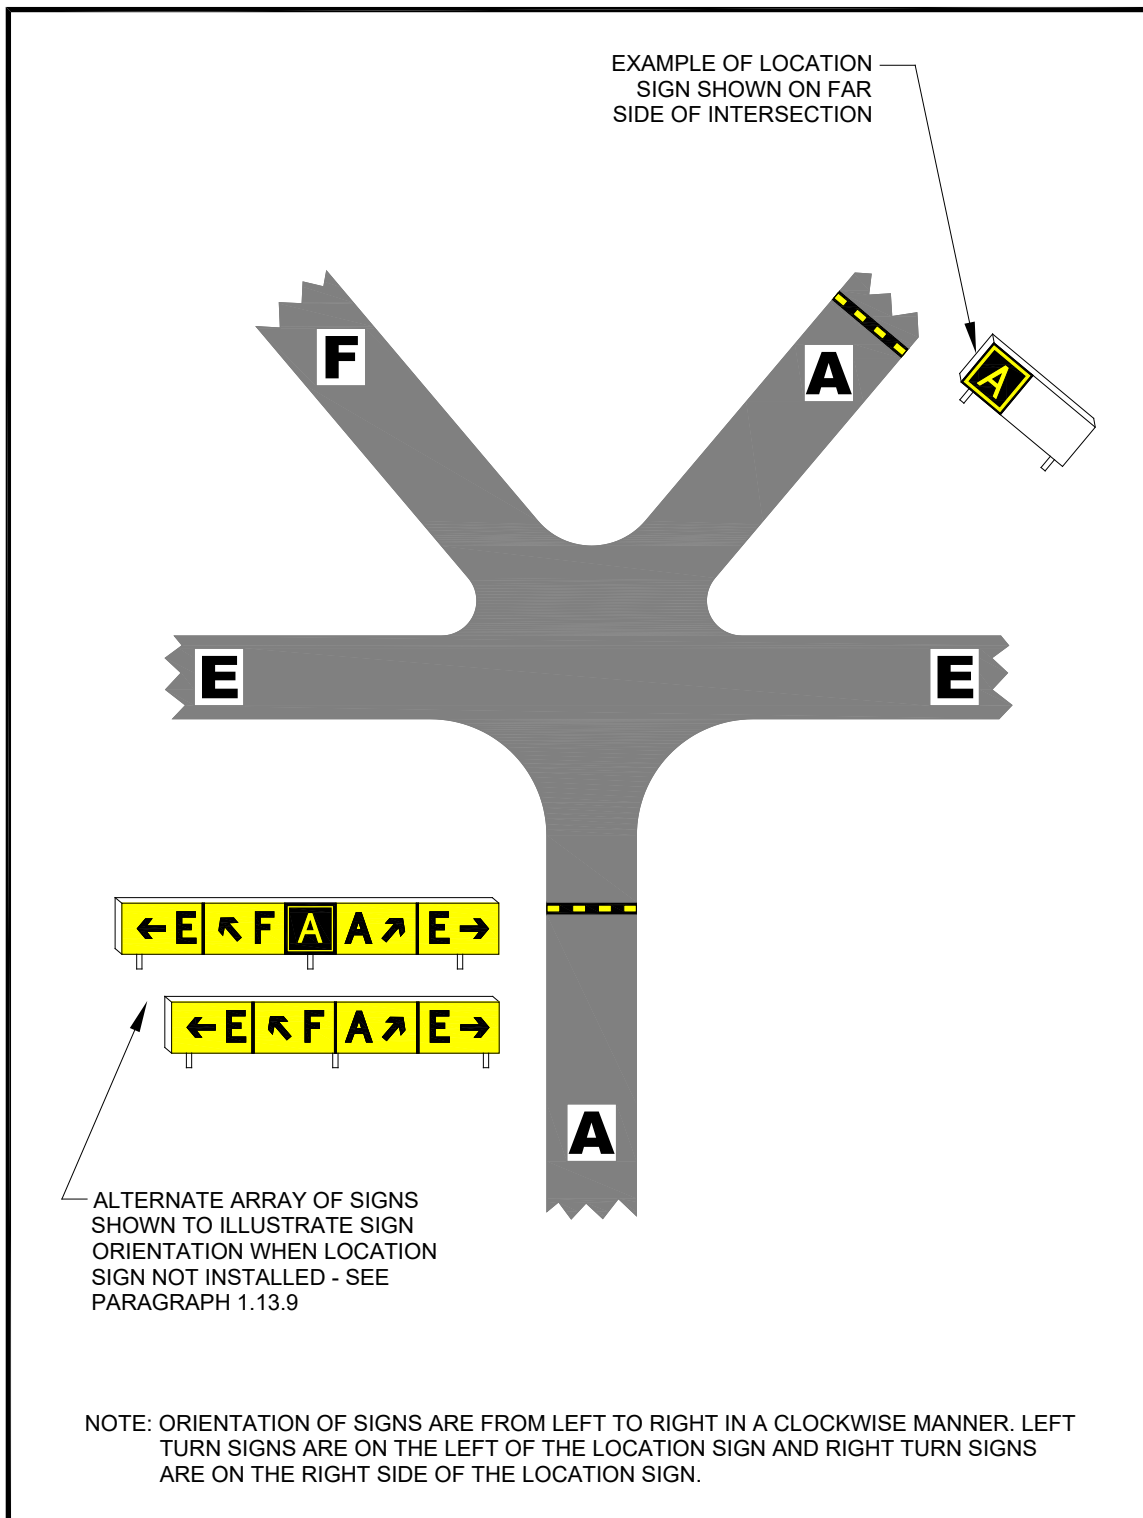 EXAMPLE OF LOCATION
SIGN SHOWN ON FAR
SIDE OF INTERSECTION
F
A
A
E
E
←E ↖F A A↗ E→
←E ↖F A↗ E→
A
ALTERNATE ARRAY OF SIGNS
SHOWN TO ILLUSTRATE SIGN
ORIENTATION WHEN LOCATION
SIGN NOT INSTALLED - SEE
PARAGRAPH 1.13.9
NOTE: ORIENTATION OF SIGNS ARE FROM LEFT TO RIGHT IN A CLOCKWISE MANNER. LEFT
TURN SIGNS ARE ON THE LEFT OF THE LOCATION SIGN AND RIGHT TURN SIGNS
ARE ON THE RIGHT SIDE OF THE LOCATION SIGN.